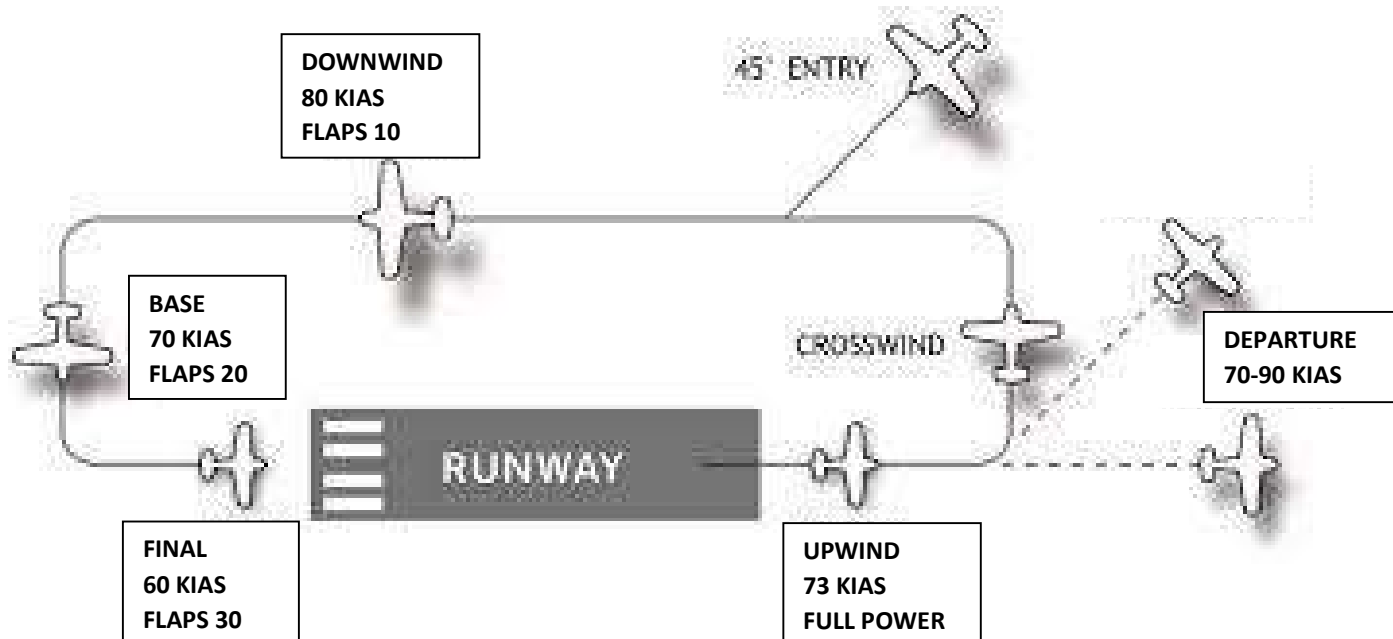 DOWNWIND
80 KIAS
FLAPS 10
45° ENTRY
BASE
70 KIAS
FLAPS 20
CROSSWIND
DEPARTURE
70-90 KIAS
RUNWAY
FINAL
60 KIAS
FLAPS 30
UPWIND
73 KIAS
FULL POWER